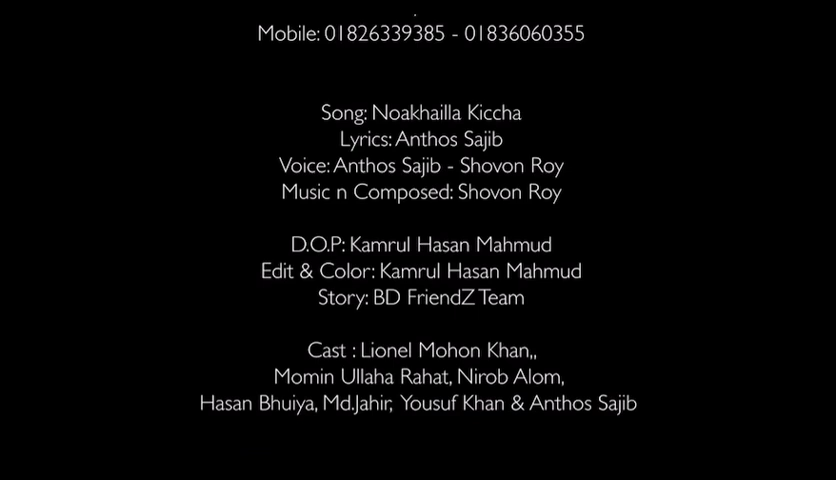 Mobile: 01826339385 - 01836060355
Song: Noakhailla Kiccha
Lyrics: Anthos Sajib
Voice: Anthos Sajib - Shovon Roy
Music n Composed: Shovon Roy
D.O.P: Kamrul Hasan Mahmud
Edit & Color: Kamrul Hasan Mahmud
Story: BD FriendZ Team
Cast : Lionel Mohon Khan,,
Momin Ullaha Rahat, Nirob Alom,
Hasan Bhuiya, Md.Jahir, Yousuf Khan & Anthos Sajib